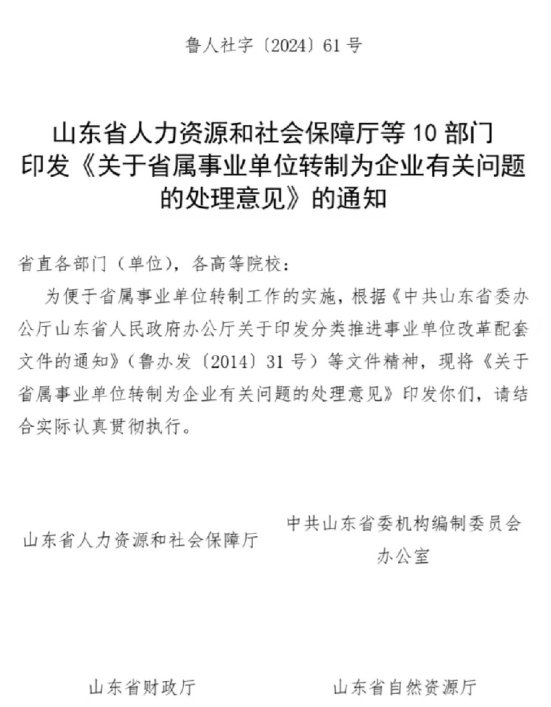 鲁人社字〔2024〕61 号
山东省人力资源和社会保障厅等 10 部门
印发《关于省属事业单位转制为企业有关问题
的处理意见》的通知
省直各部门（单位），各高等院校：
为便于省属事业单位转制工作的实施，根据《中共山东省委办
公厅山东省人民政府办公厅关于印发分类推进事业单位改革配套
文件的通知》（鲁办发〔2014〕31 号）等文件精神，现将《关于
省属事业单位转制为企业有关问题的处理意见》印发你们，请结
合实际认真贯彻执行。
山东省人力资源和社会保障厅
中共山东省委机构编制委员会
办公室
山东省财政厅
山东省自然资源厅